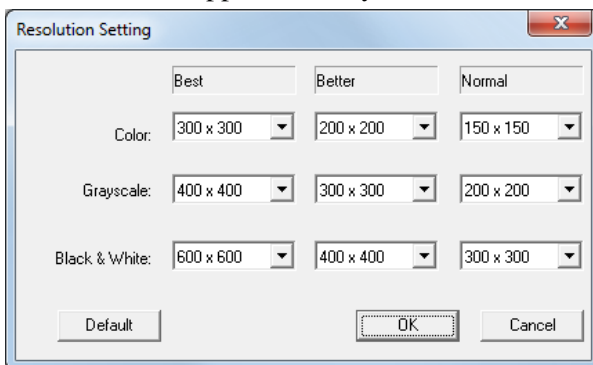 Resolution Setting
Best Better Normal
Color: 300 x 300 200 x 200 150 x 150
Grayscale: 400 x 400 300 x 300 200 x 200
Black & White: 600 x 600 400 x 400 300 x 300
Default OK Cancel